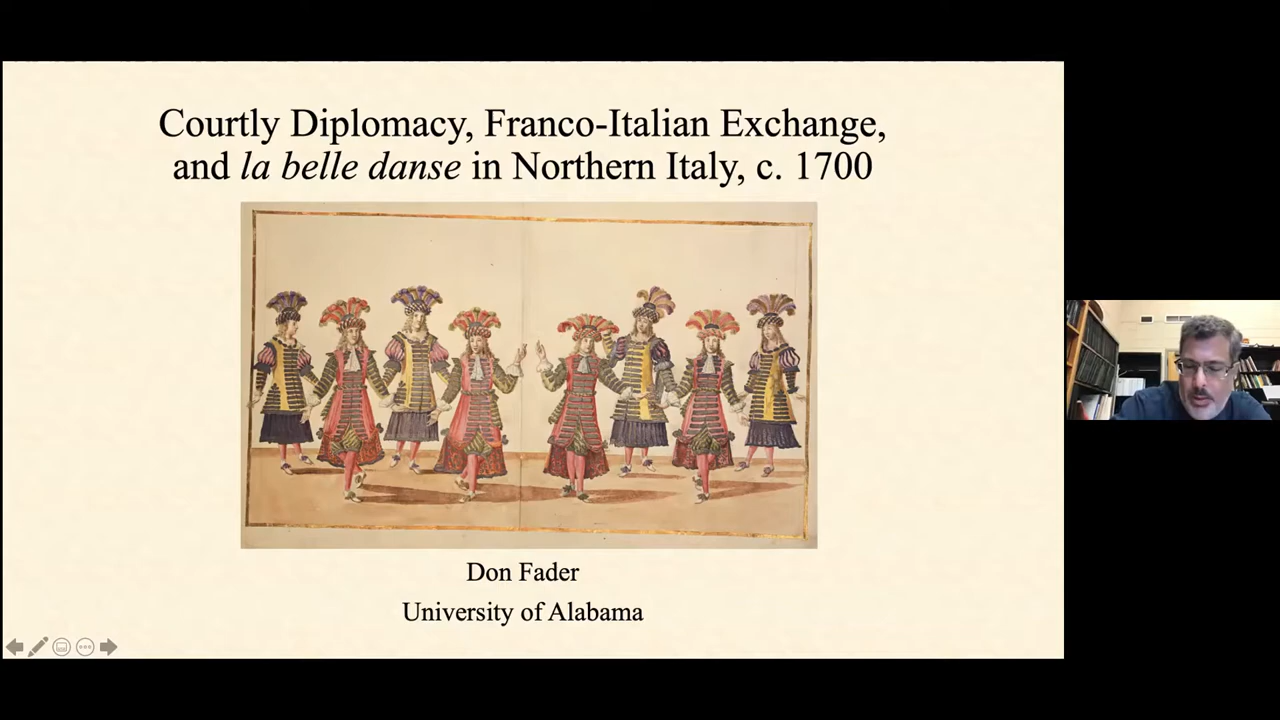 Courtly Diplomacy, Franco-Italian Exchange,
and la belle danse in Northern Italy, c. 1700
Don Fader
University of Alabama